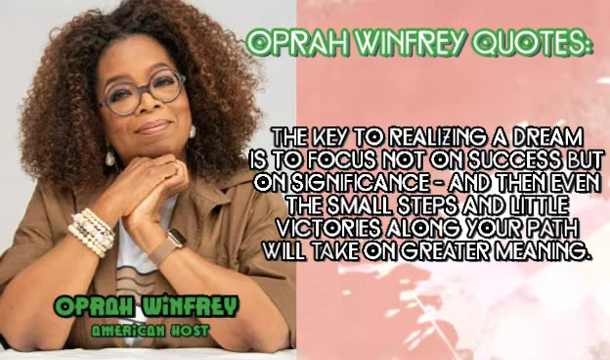 OPRAH WINFREY QUOTES:
THE KEY TO REALIZING A DREAM
IS TO FOCUS NOT ON SUCCESS BUT
ON SIGNIFICANCE - AND THEN EVEN
THE SMALL STEPS AND LITTLE
VICTORIES ALONG YOUR PATH
WILL TAKE ON GREATER MEANING.
OPRAH WINFREY
AMERICAN HOST